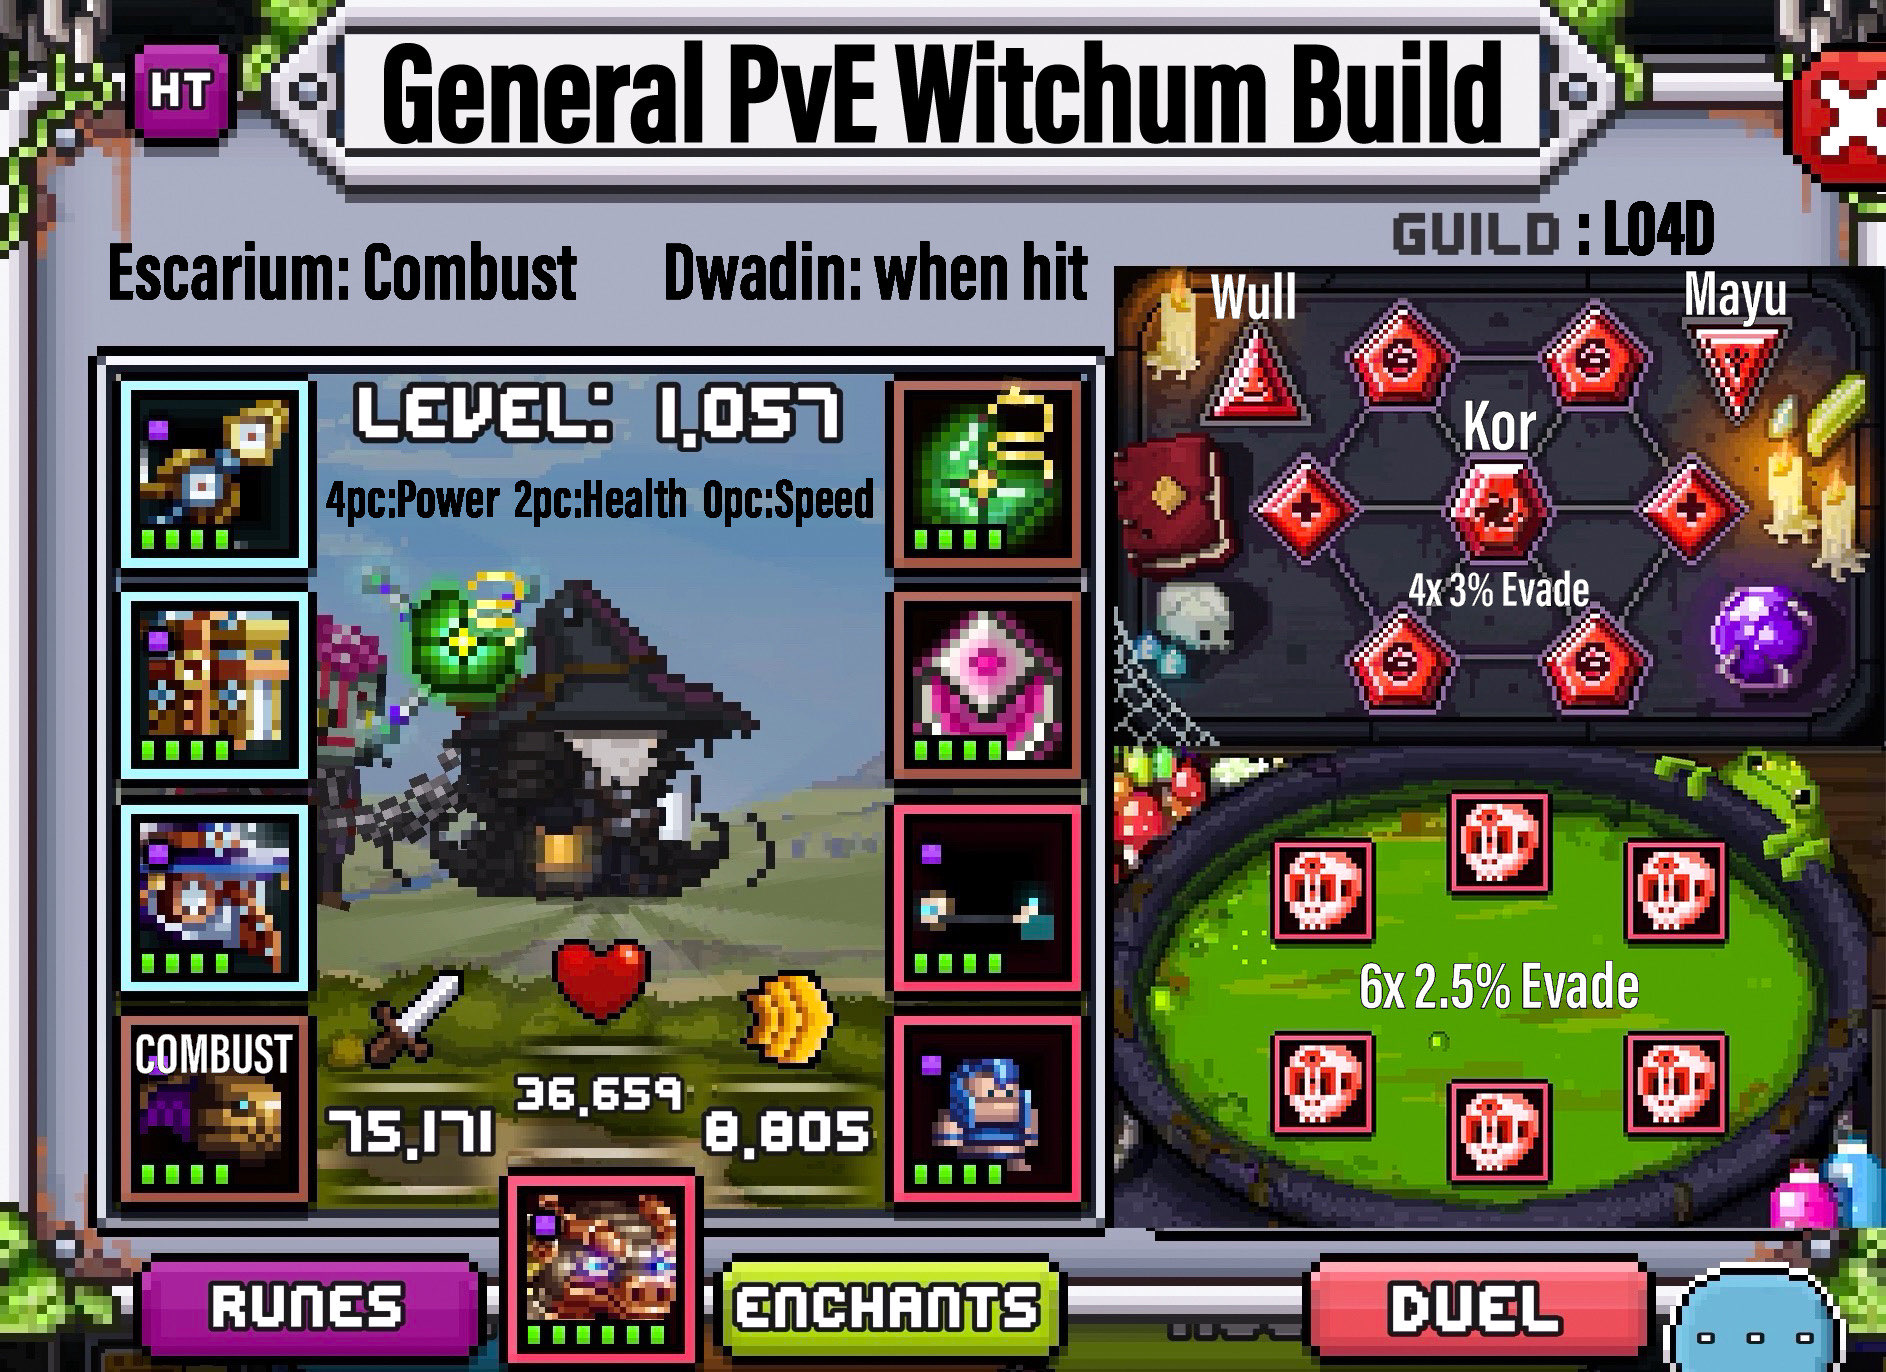 HT
General PvE Witchum Build
GUILD : L04D
Escarium: Combust
Dwadin: when hit
Wull
Mayu
Kor
4x 3% Evade
LEVEL: 1,057
4pc:Power 2pc:Health 0pc:Speed
COMBUST
75,171
36,659
8,805
6x 2.5% Evade
RUNES
ENCHANTS
DUEL